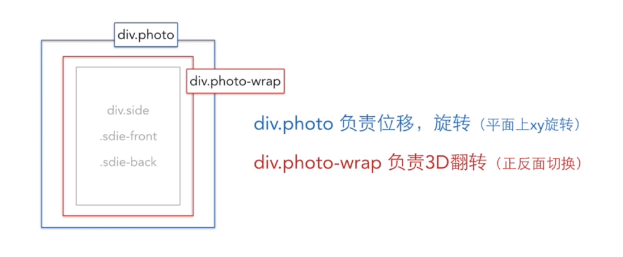 div.photo
div.photo-wrap
div.side
.sdie-front
.sdie-back
div.photo 负责位移，旋转（平面上xy旋转）
div.photo-wrap 负责3D翻转（正反面切换）